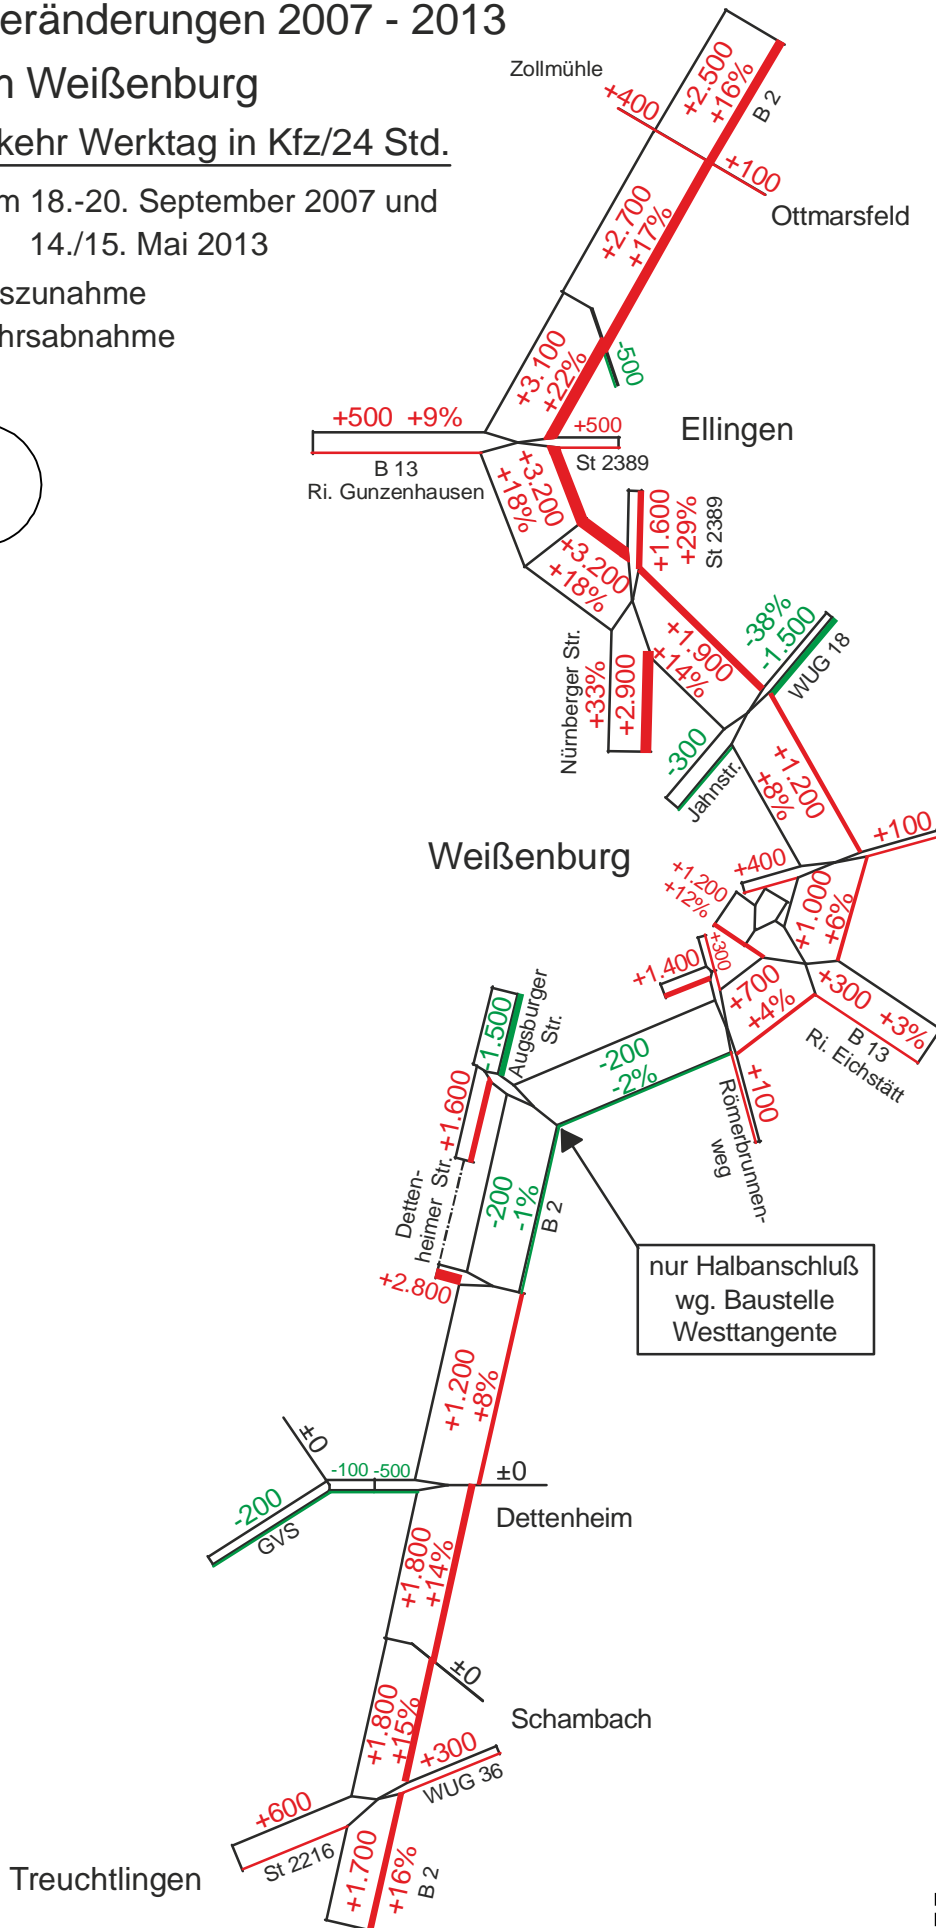 eränderungen 2007 - 2013
n Weißenburg
kehr Werktag in Kfz/24 Std.
m 18.-20. September 2007 und
14./15. Mai 2013
szunahme
hrsabnahme
Zollmühle
+400
+2.500
+16%
B 2
+100
Ottmarsfeld
+2.700
+17%
-500
+3.100
+22%
+500 +9%
B 13
Ri. Gunzenhausen
+500
St 2389
Ellingen
+3.200
+18%
+3.200
+18%
+1.600
+29%
St 2389
Nürnberger Str.
+33%
+2.900
+1.900
+14%
-38%
-1.500
WUG 18
-300
Jahnstr.
+1.200
+8%
Weißenburg
+400
+100
+1.200
+12%
+1.000
+6%
+300
+1.400
+700
+4%
+300 +3%
B 13
Ri. Eichstätt
-1.500
Augsburger
Str.
-200
-2%
+100
Römerbrunnen-
weg
+1.600
Detten-
heimer Str.
-200
-1%
B 2
+2.800
nur Halbanschluß
wg. Baustelle
Westtangente
+1.200
+8%
±0
-100 -500
±0
-200
GVS
Dettenheim
+1.800
+14%
±0
Schambach
+1.800
+15%
+300
WUG 36
+600
St 2216
Treuchtlingen
+1.700
+16%
B 2